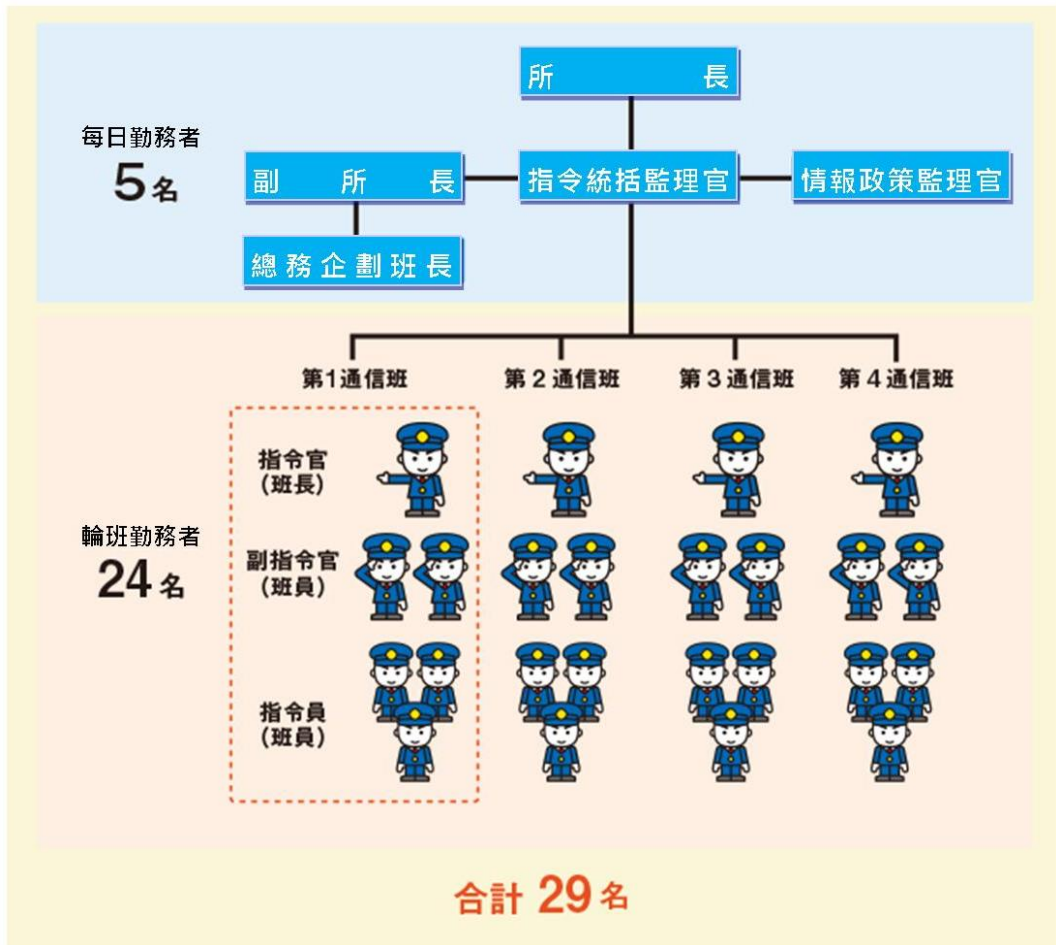 所 長
每日勤務者
5名
副 所 長
指令統括監理官
情報政策監理官
總務企劃班長
第1通信班
第2通信班
第3通信班
第4通信班
指令官
(班長)
輪班勤務者
24名
副指令官
(班員)
指令員
(班員)
合計 29名